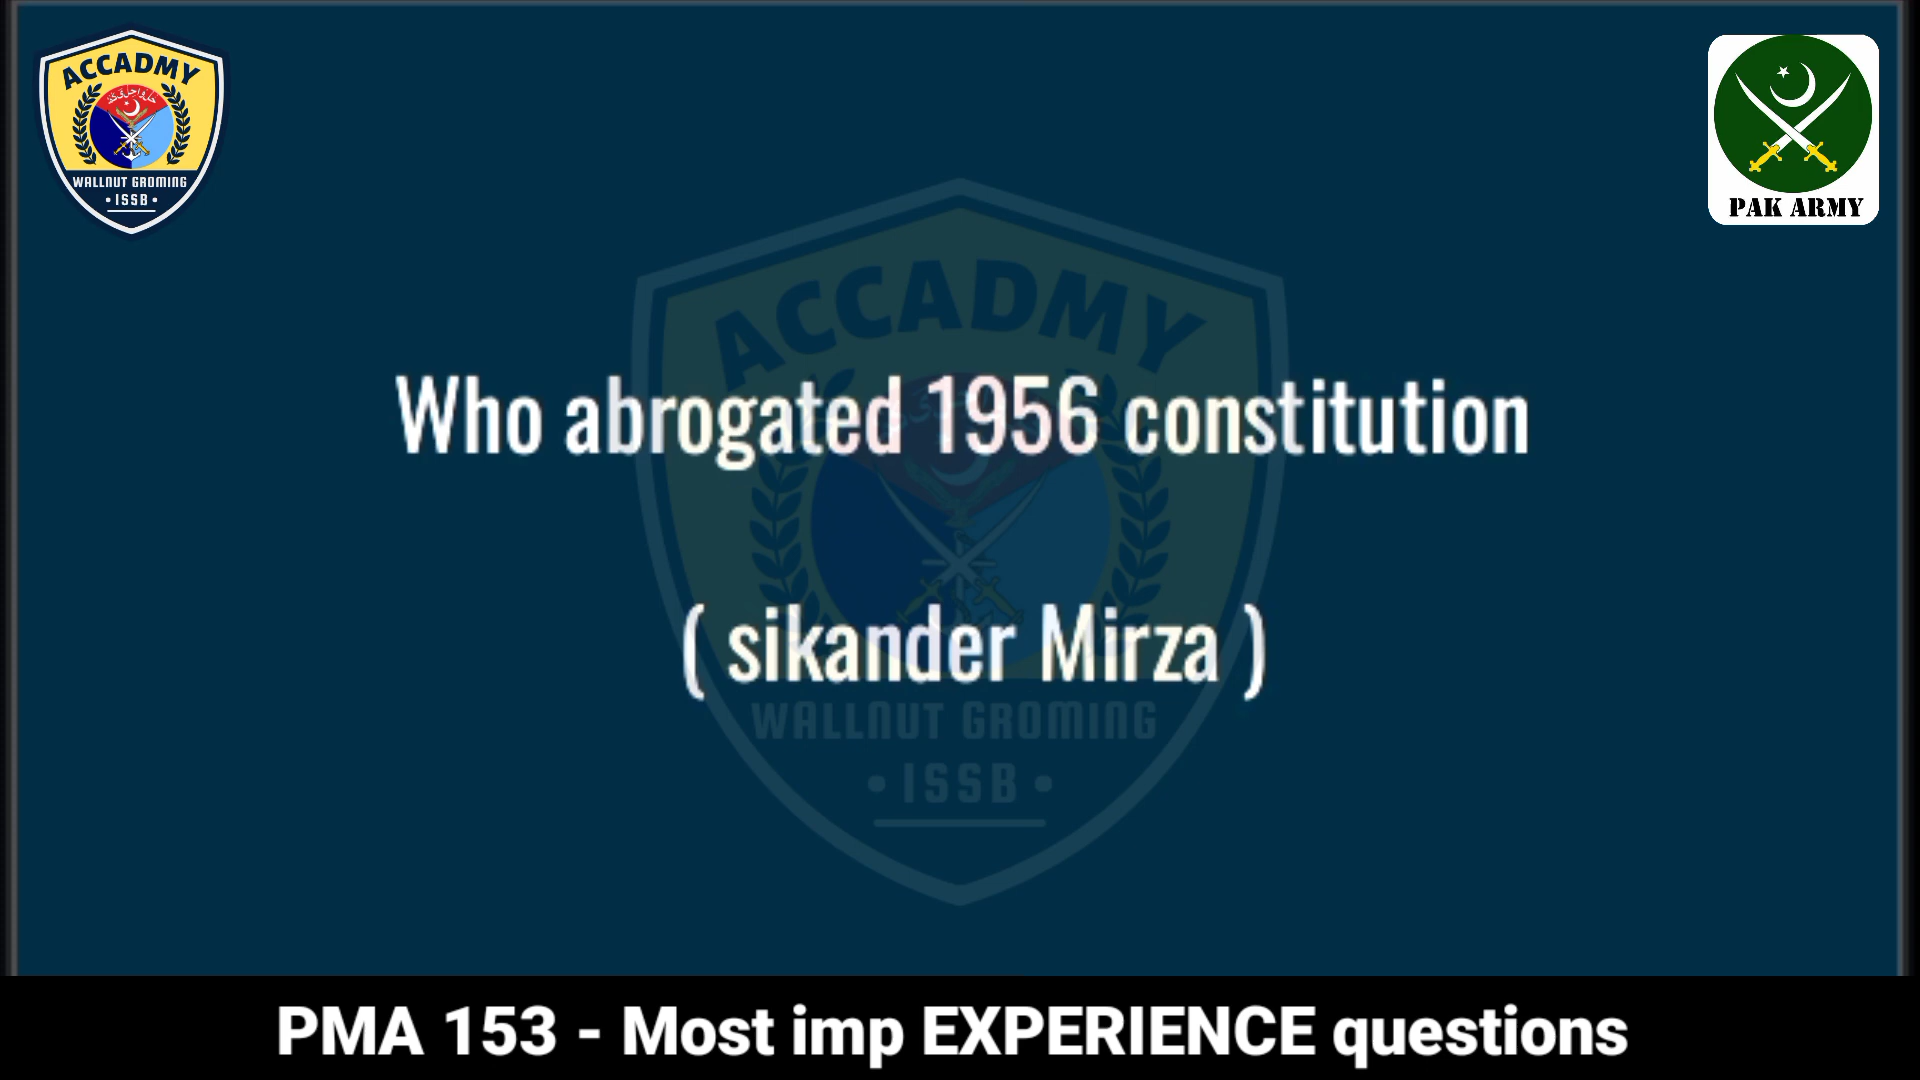 ACCADMY
WALLNUT GROMING
• ISSB •
PAK ARMY
Who abrogated 1956 constitution
( sikander Mirza )
ACCADMY
WALLNUT GROMING
• ISSB •
PMA 153 - Most imp EXPERIENCE questions